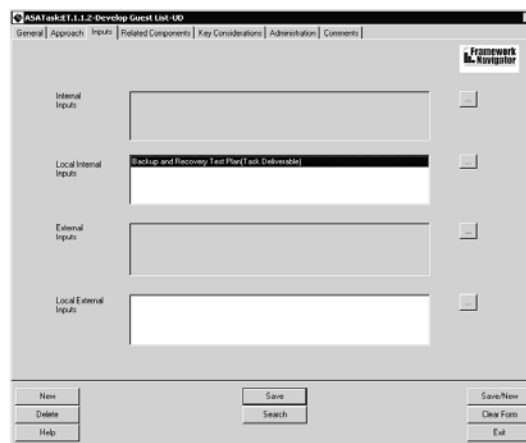 ASATask:ET.1.1.2-Develop Guest List-UD
General Approach Inputs Related Components Key Considerations Administration Comments
Framework
Navigator
Internal
Inputs
...
Local Internal
Inputs
Backup and Recovery Test Plan(Task Deliverable)
...
External
Inputs
...
Local External
Inputs
...
New Save Save/New
Delete Search Clear Form
Help Exit